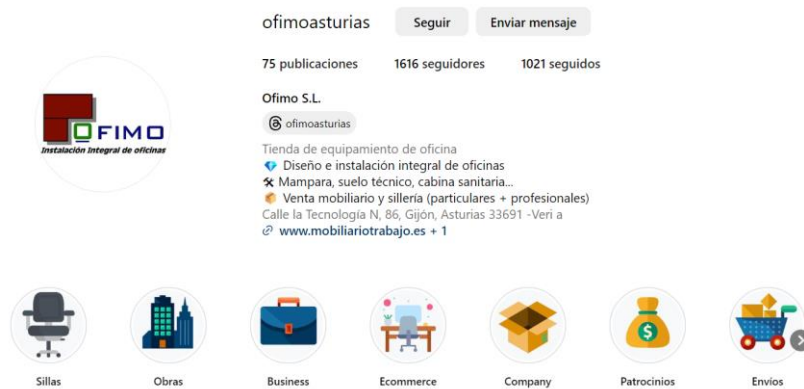 ofimoasturias Seguir Enviar mensaje
75 publicaciones 1616 seguidores 1021 seguidos
Ofimo S.L.
ofimoasturias
Tienda de equipamiento de oficina
💎 Diseño e instalación integral de oficinas
🛠 Mampara, suelo técnico, cabina sanitaria...
📦 Venta mobiliario y sillería (particulares + profesionales)
Calle la Tecnología N, 86, Gijón, Asturias 33691 -Veri a
www.mobiliariotrabajo.es + 1
OFIMO
Instalación Integral de oficinas
$
Sillas Obras Business Ecommerce Company Patrocinios Envíos